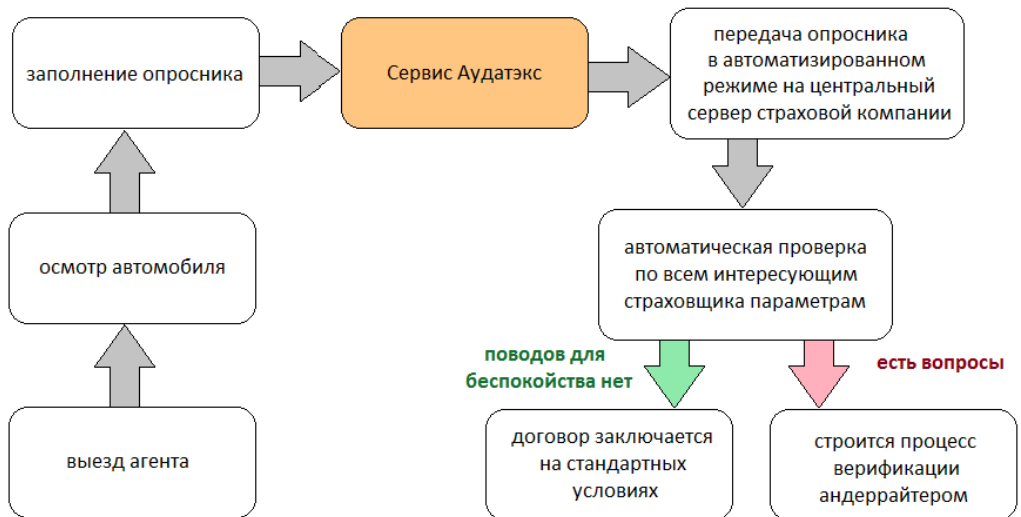 заполнение опросника
Сервис Аудатэкс
передача опросника
в автоматизированном
режиме на центральный
сервер страховой компании
осмотр автомобиля
автоматическая проверка
по всем интересующим
страховщика параметрам
поводов для
беспокойства нет
есть вопросы
выезд агента
договор заключается
на стандартных
условиях
строится процесс
верификации
андеррайтером